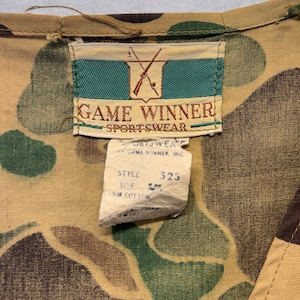 GAME WINNER
SPORTSWEAR
SPORTSWEAR
GAME WINNER, INC
STYLE 525
SIZE
COTTON